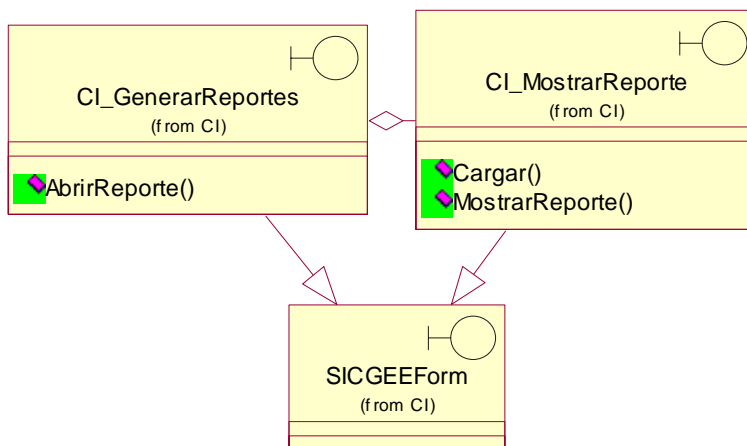 CI_GenerarReportes
(from CI)
AbrirReporte()
CI_MostrarReporte
(from CI)
Cargar()
MostrarReporte()
SICGEEForm
(from CI)